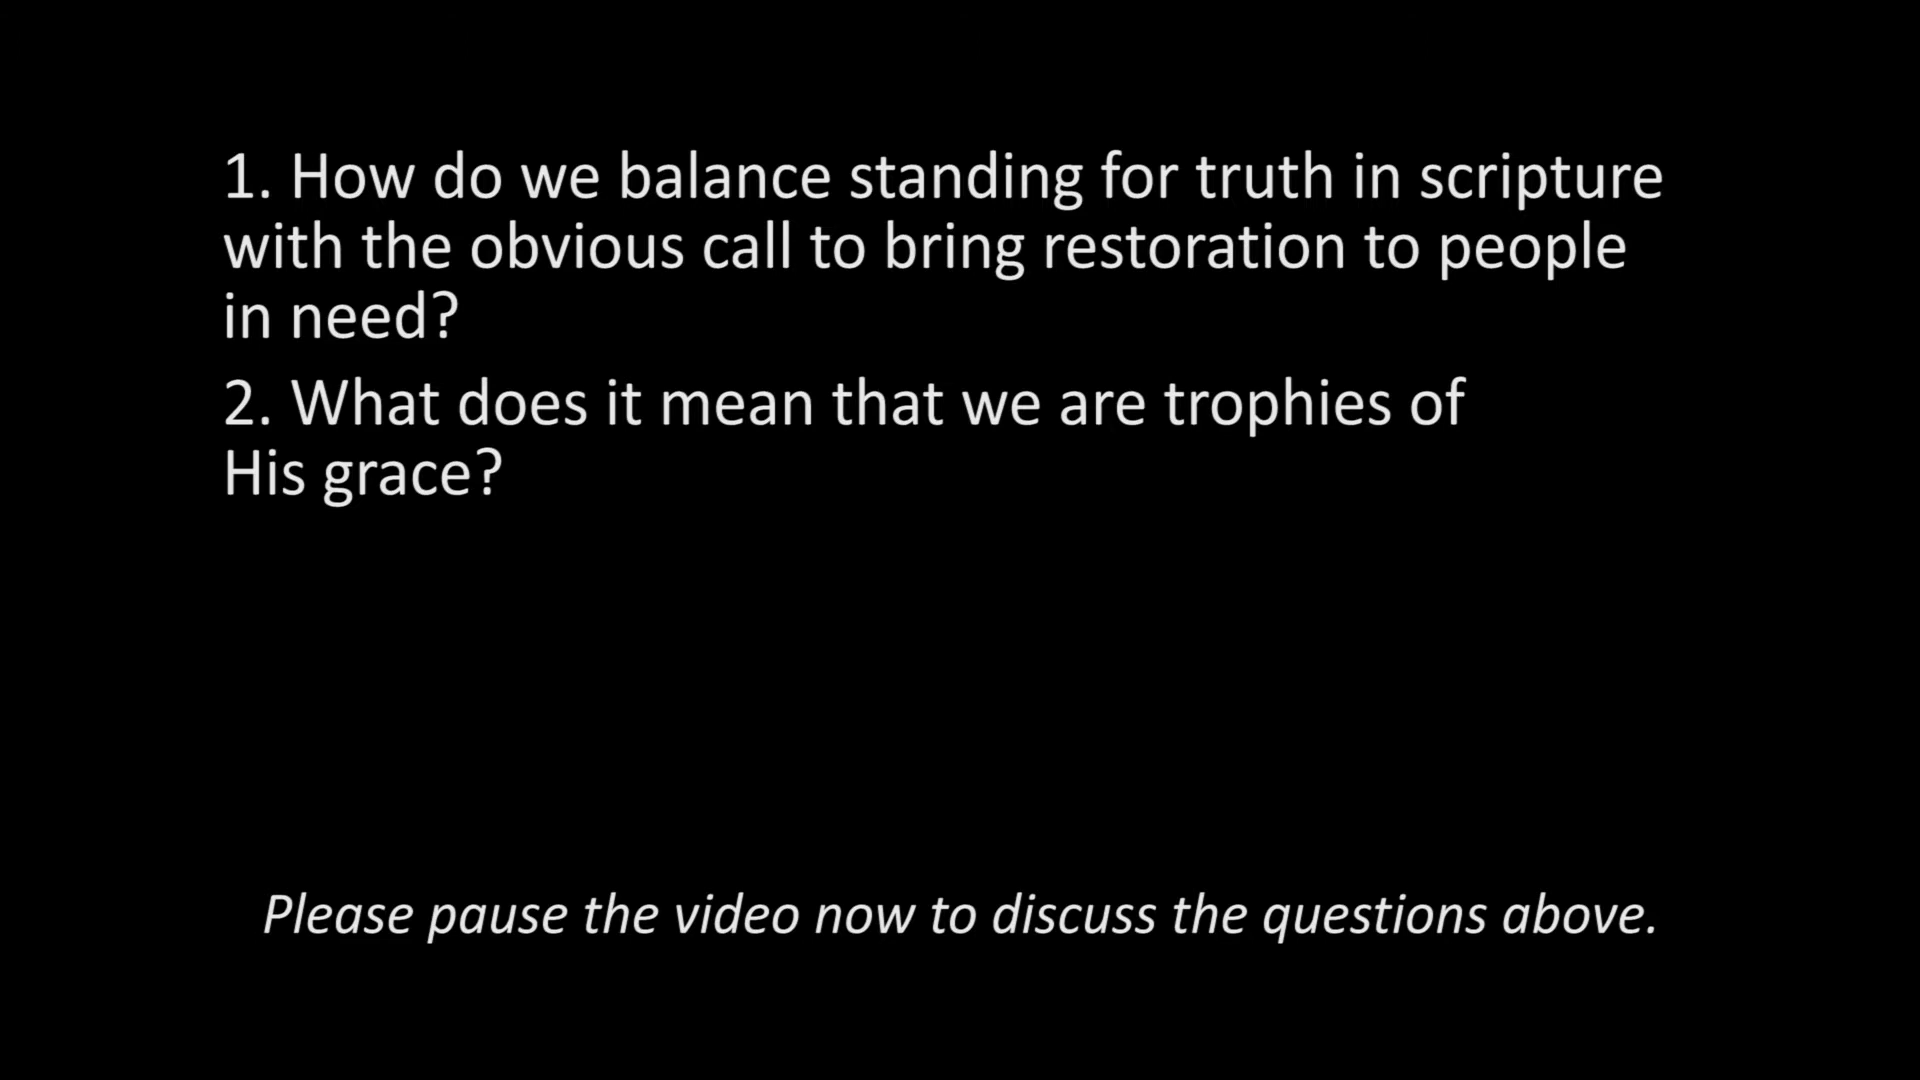 1. How do we balance standing for truth in scripture
with the obvious call to bring restoration to people
in need?
2. What does it mean that we are trophies of
His grace?
Please pause the video now to discuss the questions above.